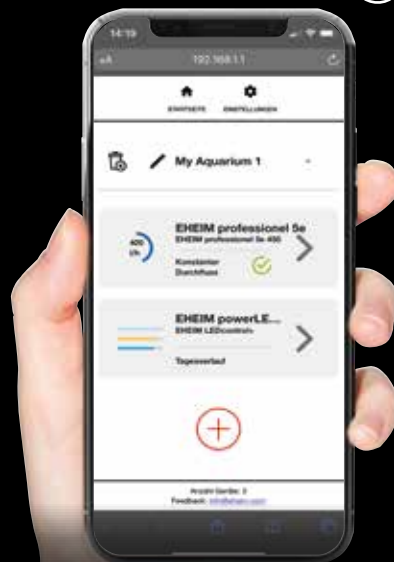 14:19
AA 192.168.1.1
STARTSEITE EINSTELLUNGEN
My Aquarium 1
EHEIM professionel 5e
EHEIM professionel 5e 450
400
l/h
Konstanter
Durchfluss
EHEIM powerLE...
EHEIM LEDcontrol+
Tagesverlauf
Anzahl Geräte: 2
Feedback: